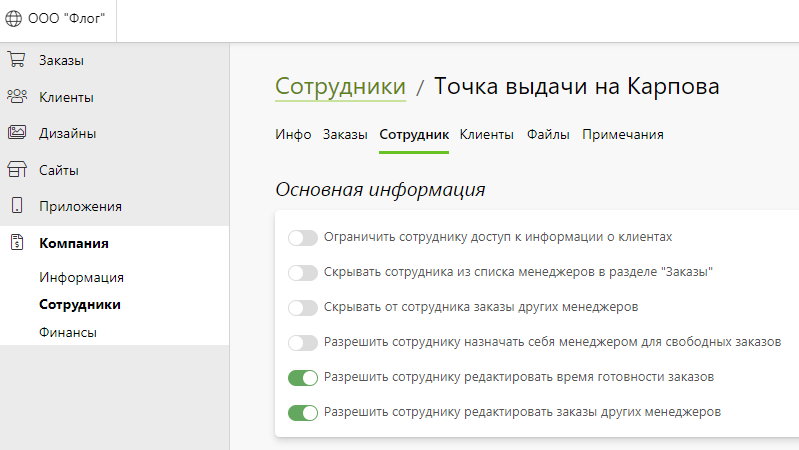 ООО "Флог"
Заказы
Клиенты
Дизайны
Сайты
Приложения
Компания
Информация
Сотрудники
Финансы
Сотрудники / Точка выдачи на Карпова
Инфо Заказы Сотрудник Клиенты Файлы Примечания
Основная информация
Ограничить сотруднику доступ к информации о клиентах
Скрывать сотрудника из списка менеджеров в разделе "Заказы"
Скрывать от сотрудника заказы других менеджеров
Разрешить сотруднику назначать себя менеджером для свободных заказов
Разрешить сотруднику редактировать время готовности заказов
Разрешить сотруднику редактировать заказы других менеджеров